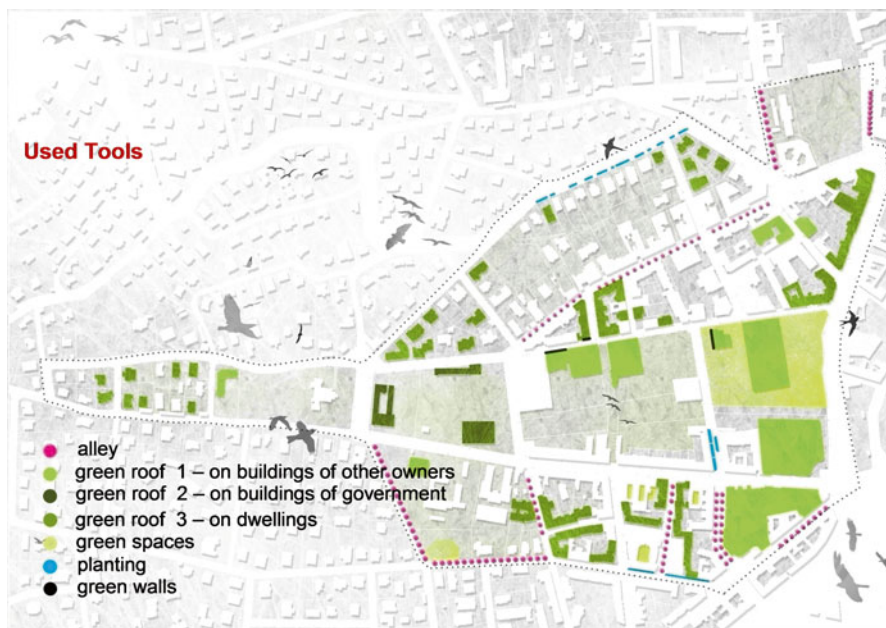 Used Tools
alley
green roof 1 – on buildings of other owners
green roof 2 – on buildings of government
green roof 3 – on dwellings
green spaces
planting
green walls